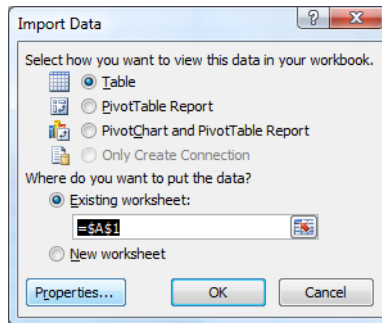 Import Data
Select how you want to view this data in your workbook.
Table
PivotTable Report
PivotChart and PivotTable Report
Only Create Connection
Where do you want to put the data?
Existing worksheet:
=$A$1
New worksheet
Properties... OK Cancel